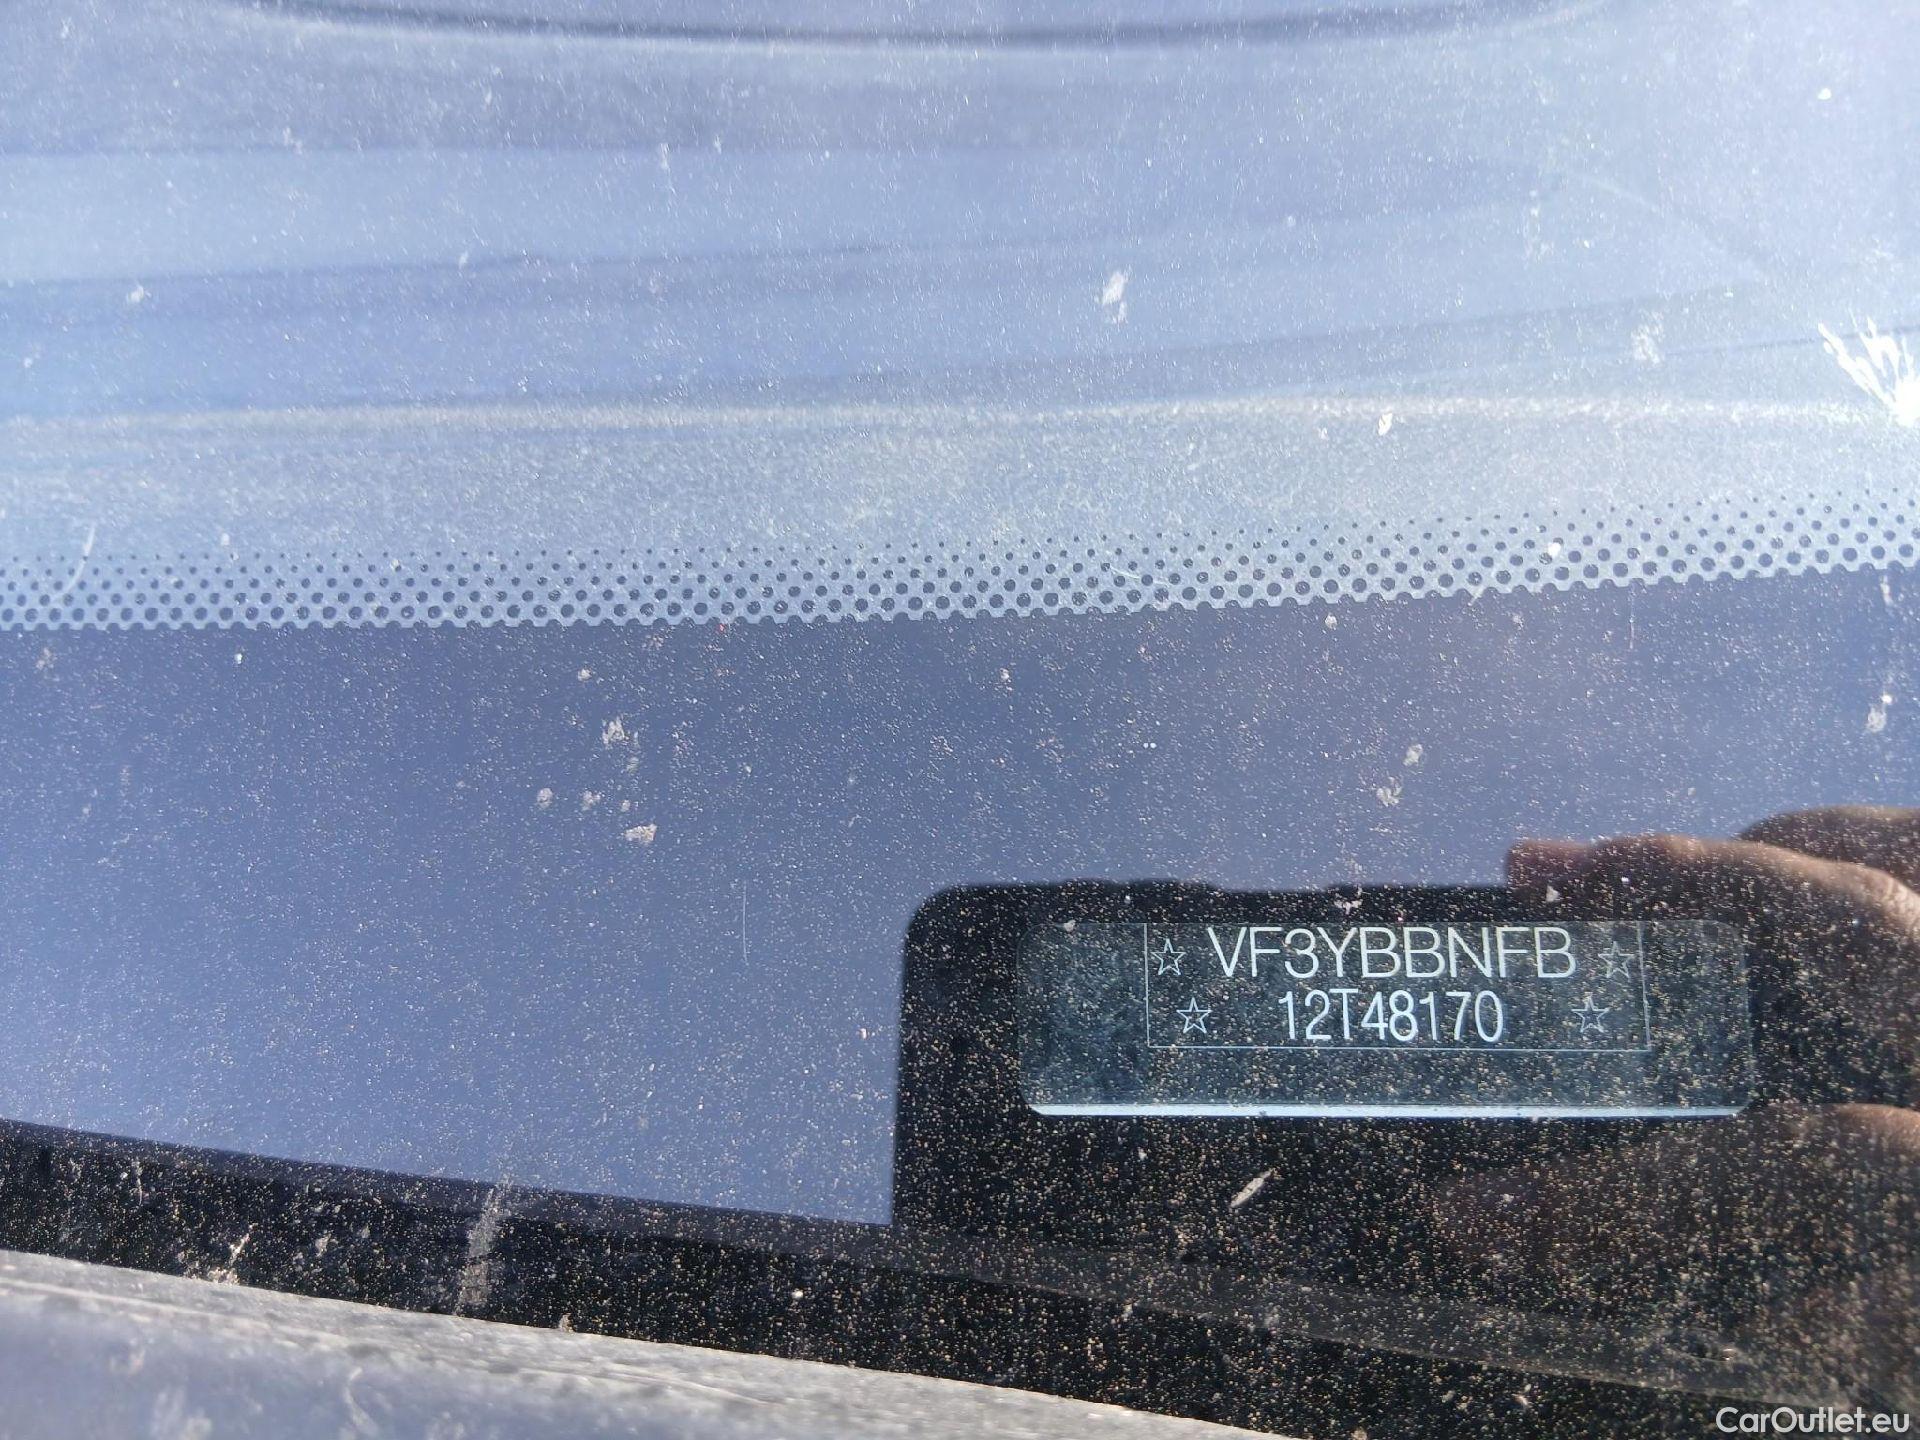 ☆ VF3YBBNFB ☆
☆ 12T48170 ☆
CarOutlet.eu